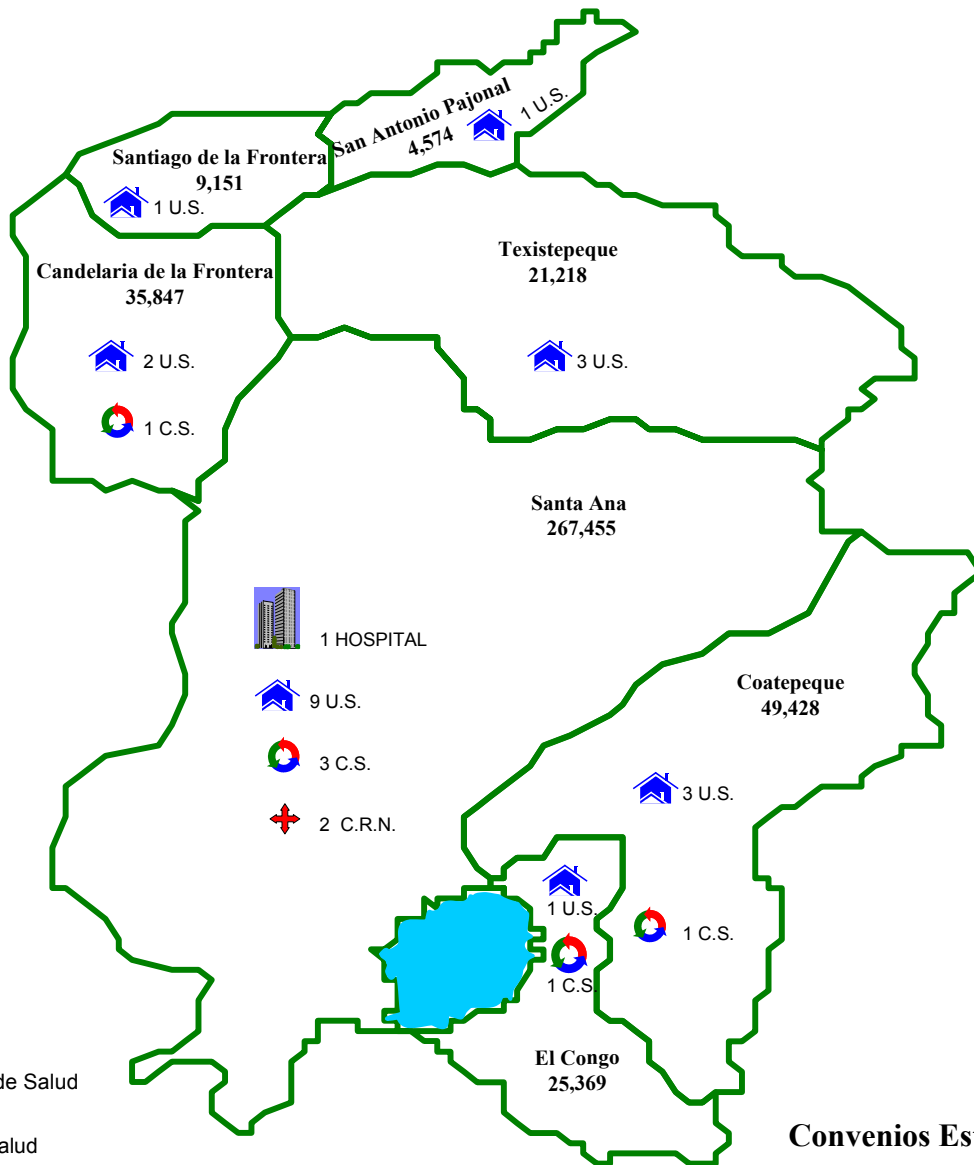 San Antonio Pajonal
4,574
1 U.S.
Santiago de la Frontera
9,151
1 U.S.
Candelaria de la Frontera
35,847
2 U.S.
1 C.S.
Texistepeque
21,218
3 U.S.
Santa Ana
267,455
1 HOSPITAL
9 U.S.
3 C.S.
2 C.R.N.
Coatepeque
49,428
3 U.S.
1 C.S.
1 U.S.
1 C.S.
El Congo
25,369
de Salud
alud
Convenios Es